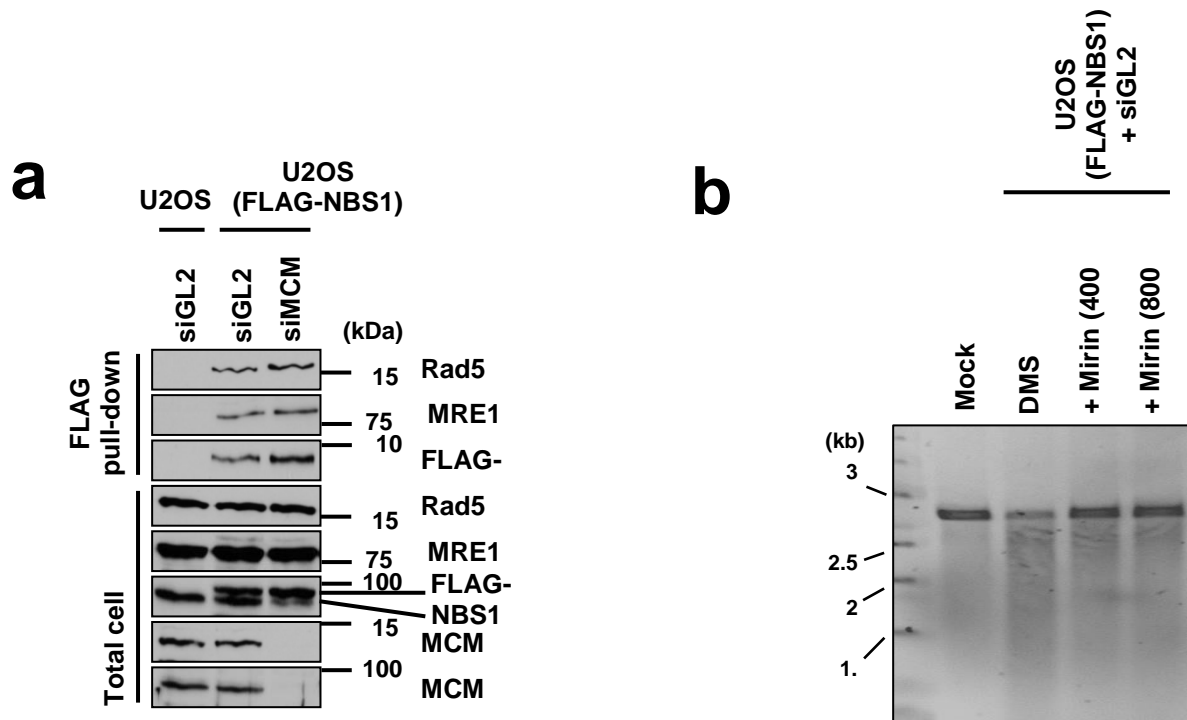 a
U2OS
U2OS
(FLAG-NBS1)
siGL2
siGL2
siMCM
(kDa)
FLAG
pull-down
15
Rad5
75
MRE1
10
FLAG-
Total cell
15
Rad5
75
MRE1
100
FLAG-
NBS1
15
MCM
100
MCM
b
U2OS
(FLAG-NBS1)
+ siGL2
Mock
DMS
+ Mirin (400
+ Mirin (800
(kb)
3
2.5
2
1.